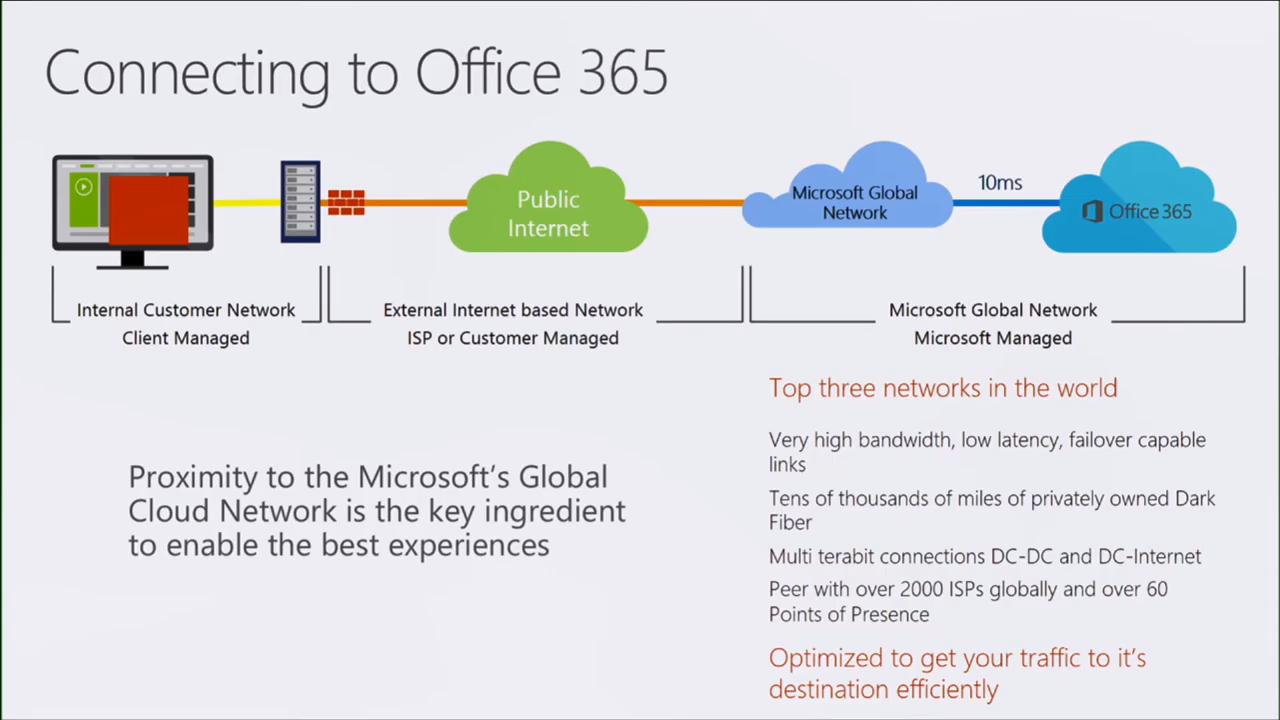 Connecting to Office 365
Public
Internet
Microsoft Global
Network
10ms
Office 365
Internal Customer Network
Client Managed
External Internet based Network
ISP or Customer Managed
Microsoft Global Network
Microsoft Managed
Proximity to the Microsoft's Global
Cloud Network is the key ingredient
to enable the best experiences
Top three networks in the world
Very high bandwidth, low latency, failover capable
links
Tens of thousands of miles of privately owned Dark
Fiber
Multi terabit connections DC-DC and DC-Internet
Peer with over 2000 ISPs globally and over 60
Points of Presence
Optimized to get your traffic to it's
destination efficiently